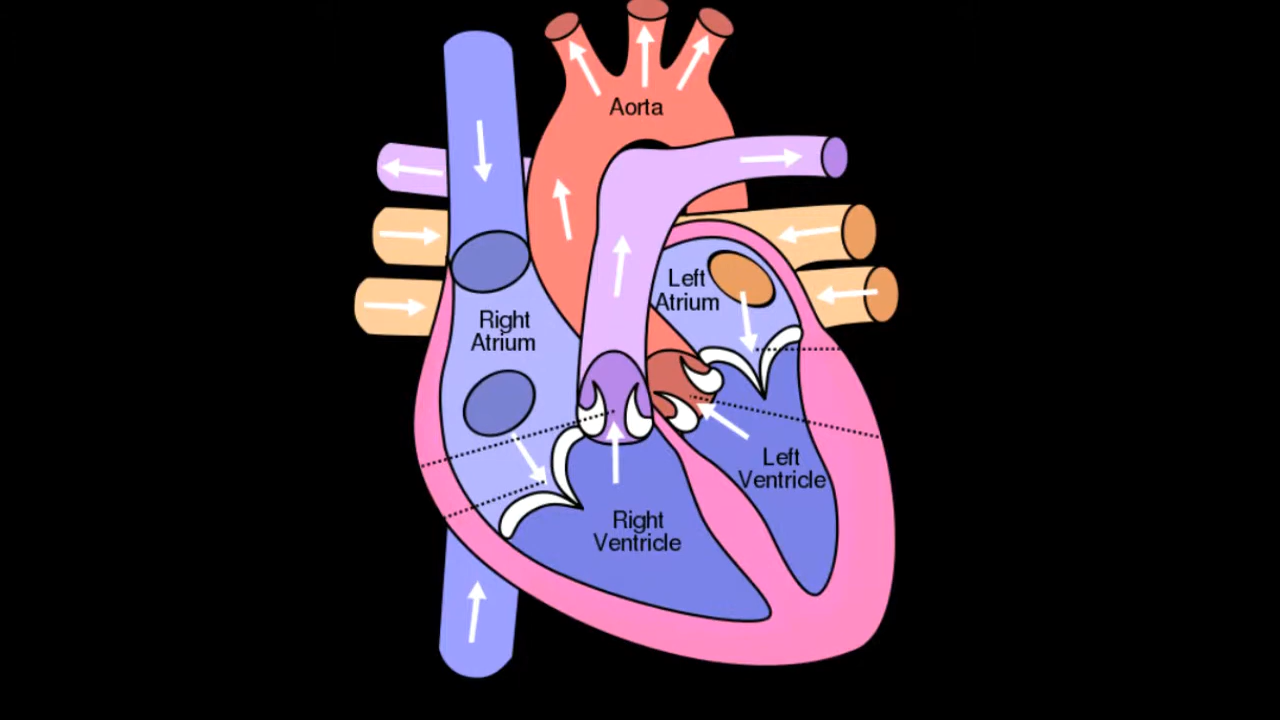 Aorta
Left
Atrium
Right
Atrium
Left
Ventricle
Right
Ventricle